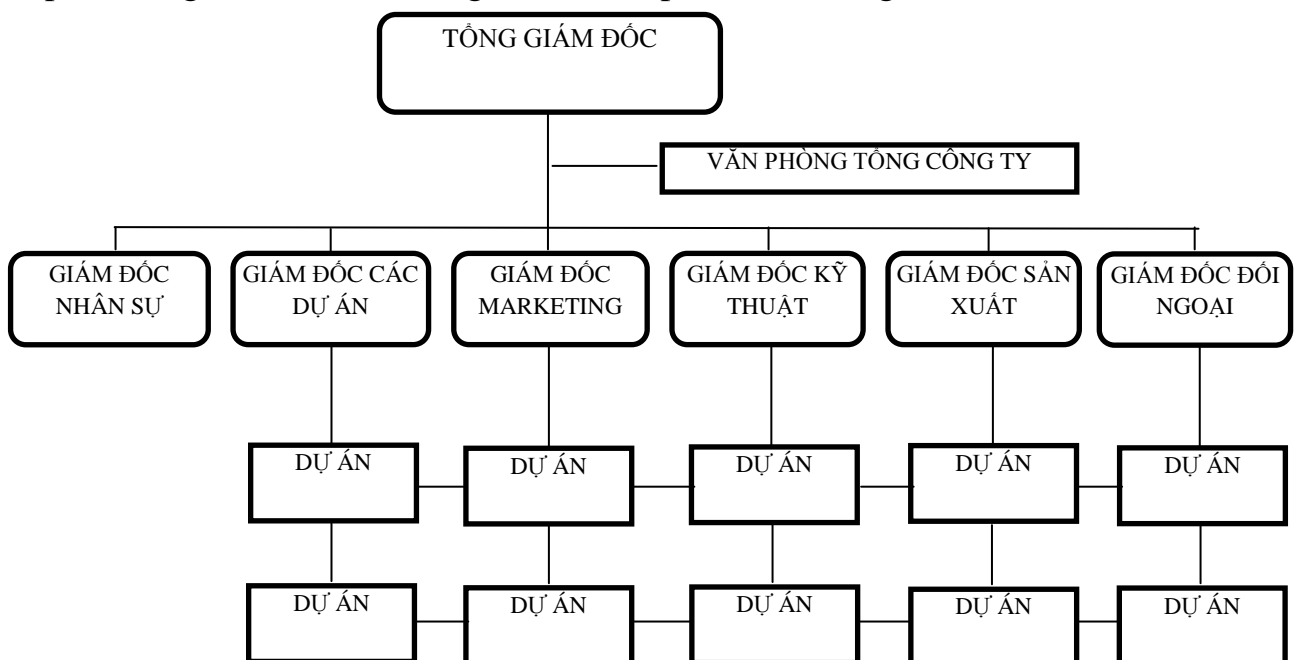 TỔNG GIÁM ĐỐC
VĂN PHÒNG TỔNG CÔNG TY
GIÁM ĐỐC
NHÂN SỰ
GIÁM ĐỐC CÁC
DỰ ÁN
GIÁM ĐỐC
MARKETING
GIÁM ĐỐC KỸ
THUẬT
GIÁM ĐỐC SẢN
XUẤT
GIÁM ĐỐC ĐỐI
NGOẠI
DỰ ÁN
DỰ ÁN
DỰ ÁN
DỰ ÁN
DỰ ÁN
DỰ ÁN
DỰ ÁN
DỰ ÁN
DỰ ÁN
DỰ ÁN